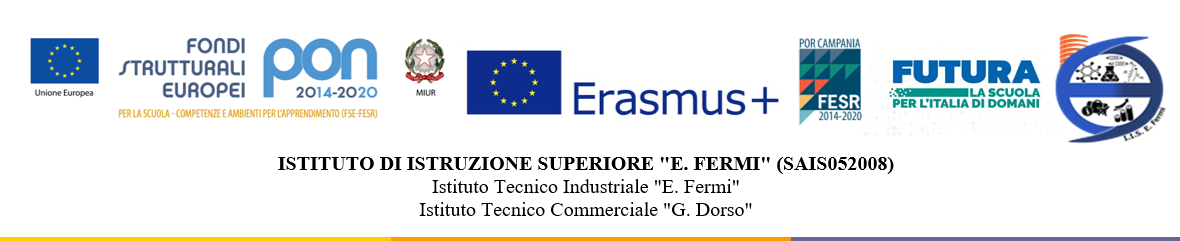 Unione Europea
FONDI
STRUTTURALI
EUROPEI
pon
2014-2020
PER LA SCUOLA - COMPETENZE E AMBIENTI PER L'APPRENDIMENTO (FSE-FESR)
MIUR
Erasmus+
POR CAMPANIA
FESR
2014-2020
FUTURA
LA SCUOLA
PER L'ITALIA DI DOMANI
I.I.S. E. Fermi
ISTITUTO DI ISTRUZIONE SUPERIORE "E. FERMI" (SAIS052008)
Istituto Tecnico Industriale "E. Fermi"
Istituto Tecnico Commerciale "G. Dorso"